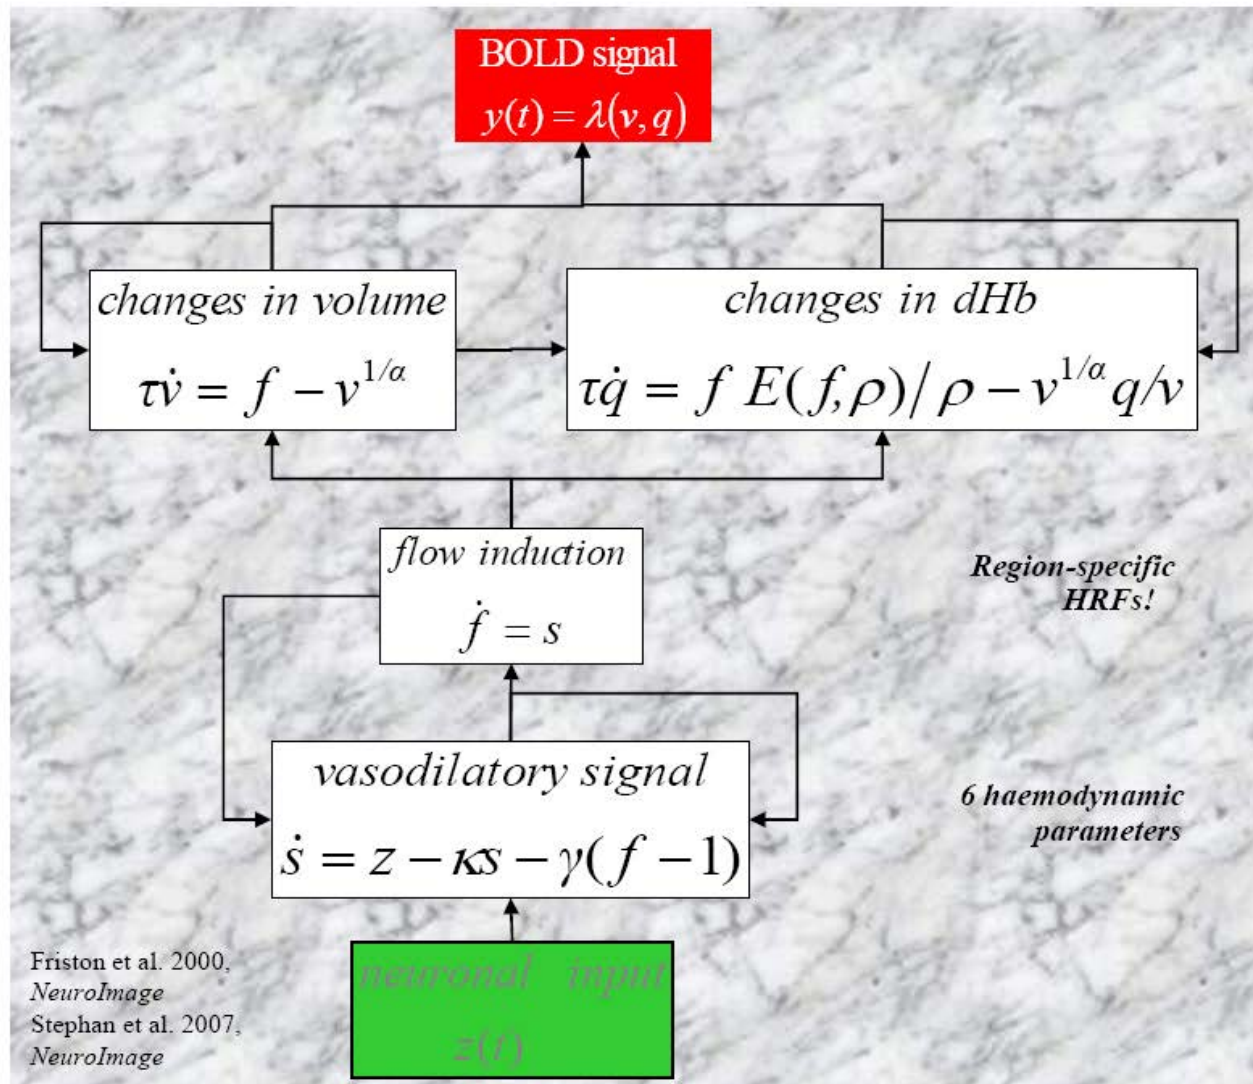 BOLD signal
y(t) = λ(v, q)
changes in volume
τv̇ = f − v^{1/α}
changes in dHb
τq̇ = f E(f,ρ)/ρ − v^{1/α} q/v
flow induction
ḟ = s
Region-specific
HRFs!
vasodilatory signal
ṡ = z − κs − γ(f − 1)
6 haemodynamic
parameters
neuronal input
z(t)
Friston et al. 2000,
NeuroImage
Stephan et al. 2007,
NeuroImage